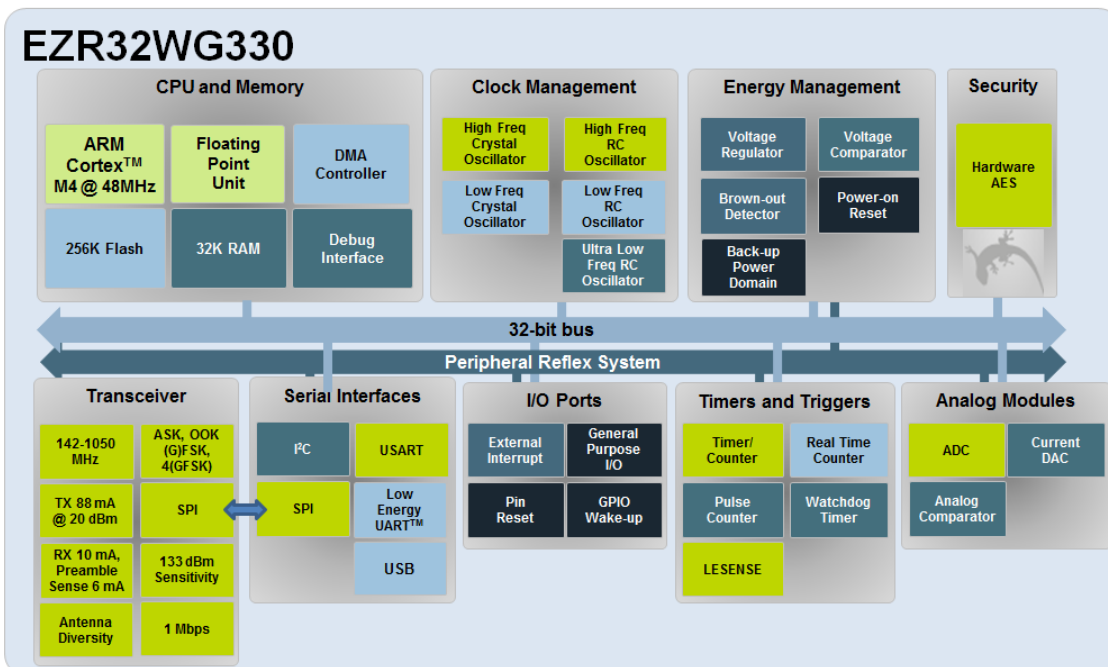 EZR32WG330
CPU and Memory
ARM
Cortex™
M4 @ 48MHz
Floating
Point
Unit
DMA
Controller
256K Flash
32K RAM
Debug
Interface
Clock Management
High Freq
Crystal
Oscillator
High Freq
RC
Oscillator
Low Freq
Crystal
Oscillator
Low Freq
RC
Oscillator
Ultra Low
Freq RC
Oscillator
Energy Management
Voltage
Regulator
Voltage
Comparator
Brown-out
Detector
Power-on
Reset
Back-up
Power
Domain
Security
Hardware
AES
32-bit bus
Peripheral Reflex System
Transceiver
142-1050
MHz
ASK, OOK
(G)FSK,
4(GFSK)
TX 88 mA
@ 20 dBm
SPI
RX 10 mA,
Preamble
Sense 6 mA
133 dBm
Sensitivity
Antenna
Diversity
1 Mbps
Serial Interfaces
I²C
USART
SPI
Low
Energy
UART™
USB
I/O Ports
External
Interrupt
General
Purpose
I/O
Pin
Reset
GPIO
Wake-up
Timers and Triggers
Timer/
Counter
Real Time
Counter
Pulse
Counter
Watchdog
Timer
LESENSE
Analog Modules
ADC
Current
DAC
Analog
Comparator